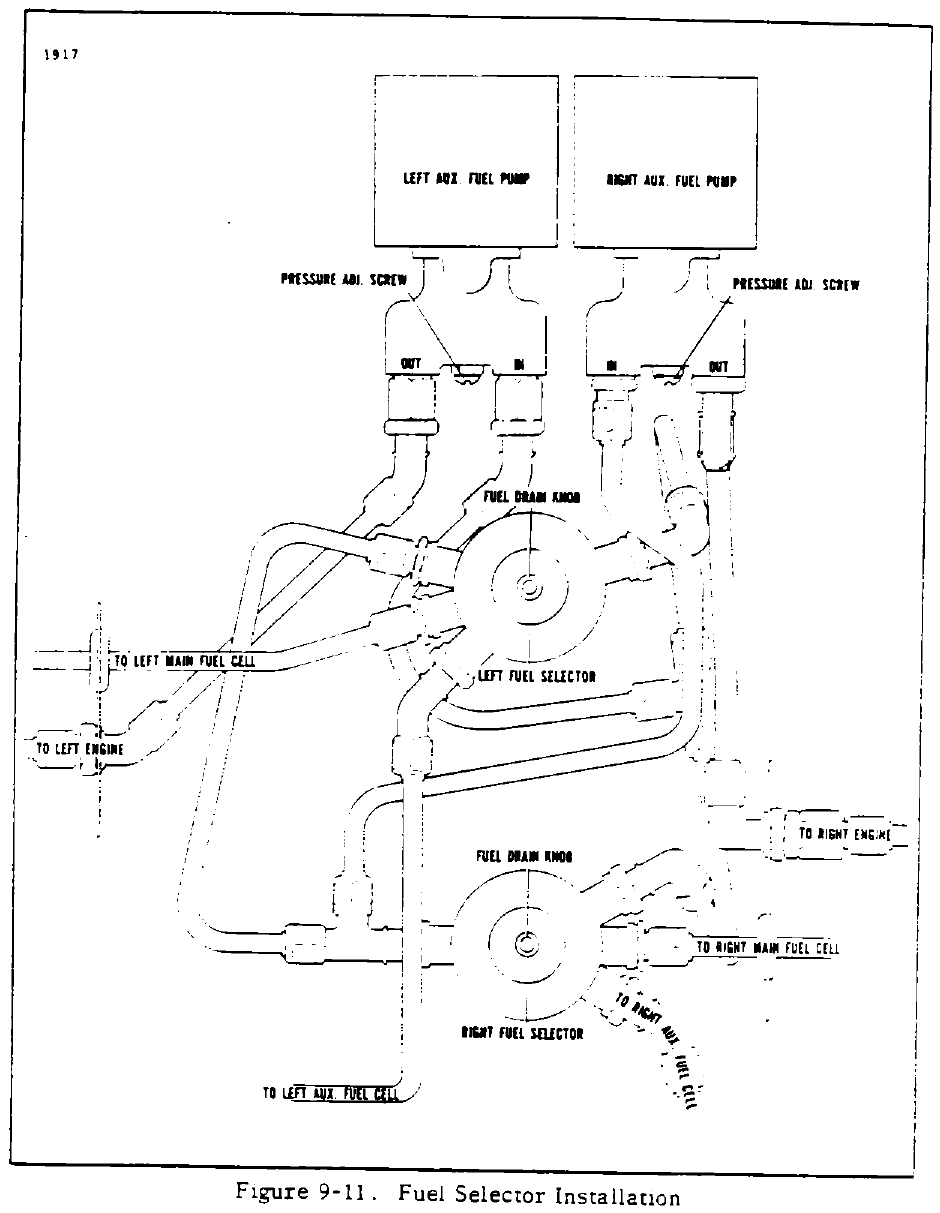 1917
LEFT AUX. FUEL PUMP
RIGHT AUX. FUEL PUMP
PRESSURE ADJ. SCREW
PRESSURE ADJ. SCREW
OUT
IN
IN
OUT
FUEL DRAIN KNOB
TO LEFT MAIN FUEL CELL
LEFT FUEL SELECTOR
TO LEFT ENGINE
TO RIGHT ENGINE
FUEL DRAIN KNOB
TO RIGHT MAIN FUEL CELL
TO RIGHT AUX. FUEL CELL
RIGHT FUEL SELECTOR
TO LEFT AUX. FUEL CELL
Figure 9-11. Fuel Selector Installation